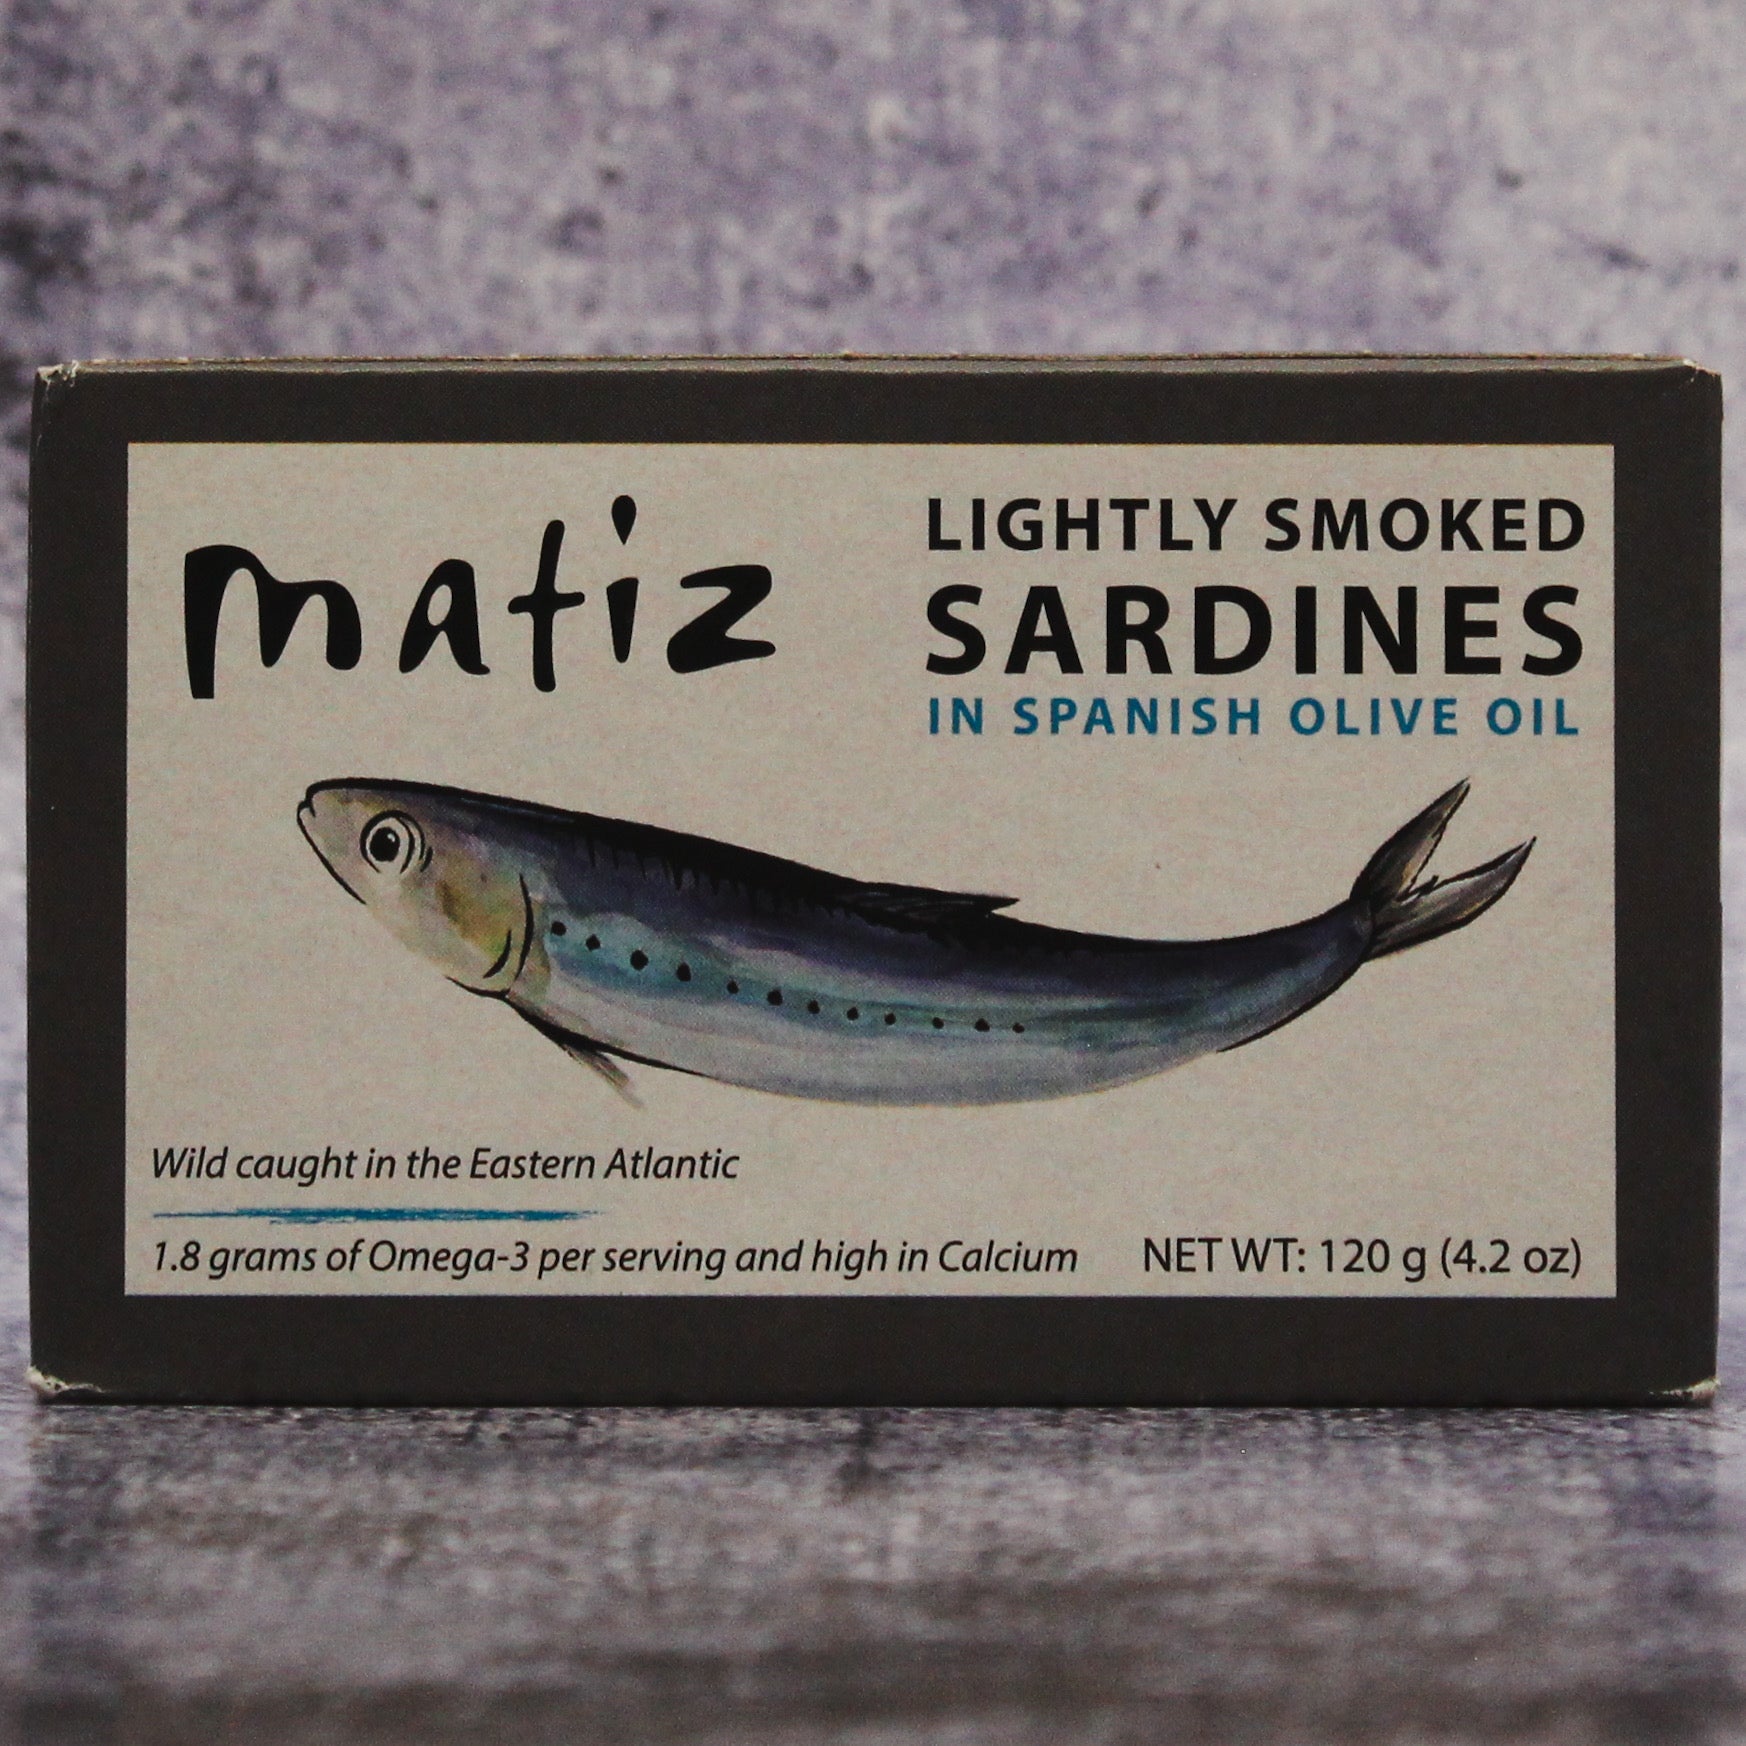 matiz
LIGHTLY SMOKED
SARDINES
IN SPANISH OLIVE OIL
Wild caught in the Eastern Atlantic
1.8 grams of Omega-3 per serving and high in Calcium
NET WT: 120 g (4.2 oz)